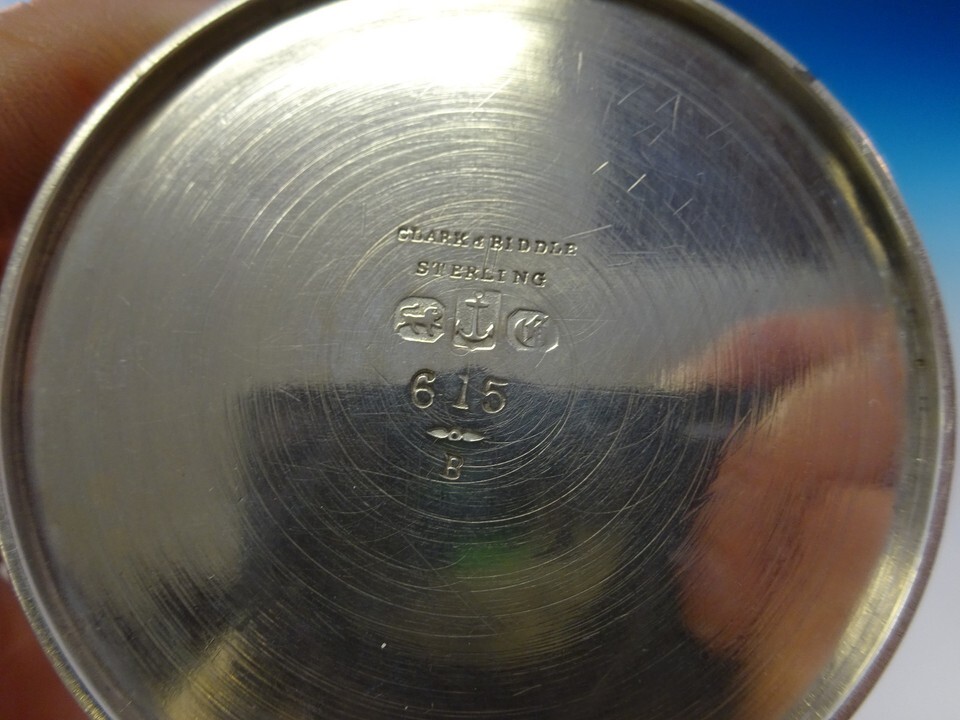 CLARK & BIDDLE
STERLING
G
615
B